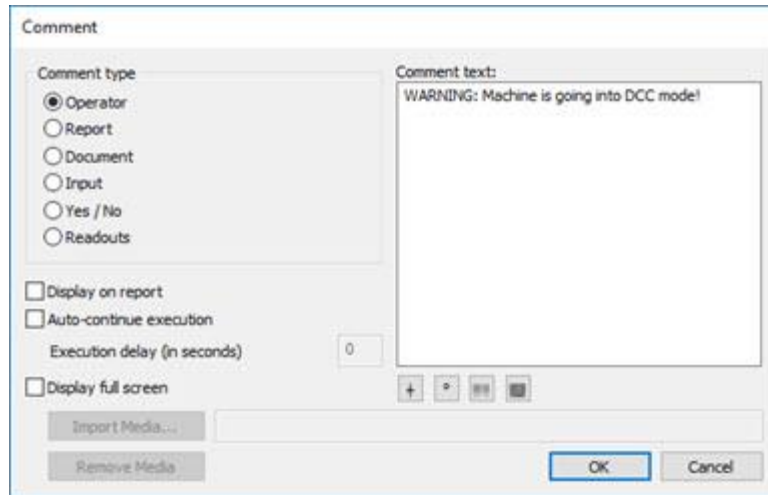 Comment
Comment type
Operator
Report
Document
Input
Yes / No
Readouts
Display on report
Auto-continue execution
Execution delay (in seconds)
0
Display full screen
Import Media...
Remove Media
Comment text:
WARNING: Machine is going into DCC mode!
+ °
OK
Cancel